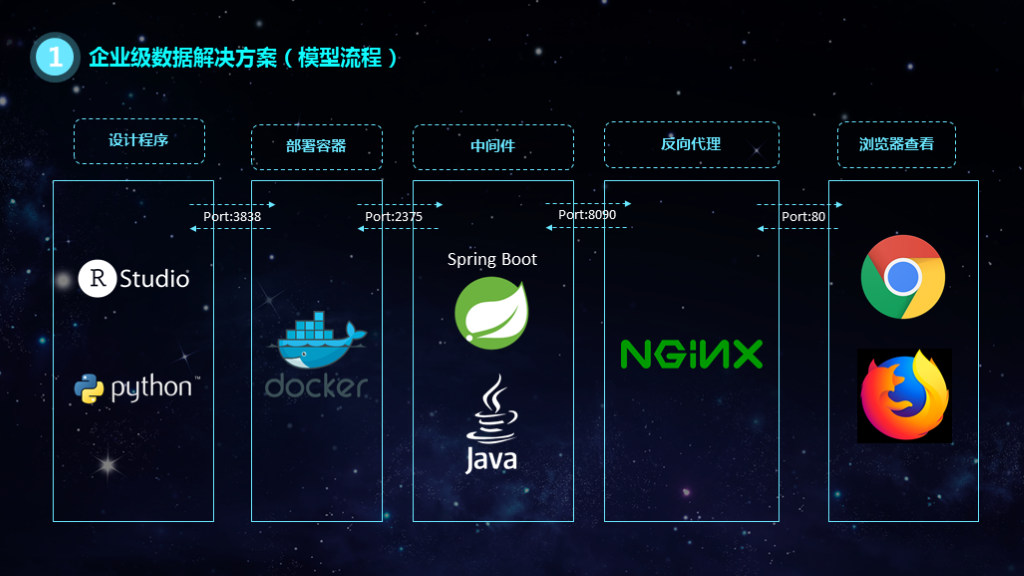 1 企业级数据解决方案（模型流程）
设计程序
部署容器
中间件
反向代理
浏览器查看
Port:3838
Port:2375
Port:8090
Port:80
R Studio
python™
docker
Spring Boot
Java
NGINX